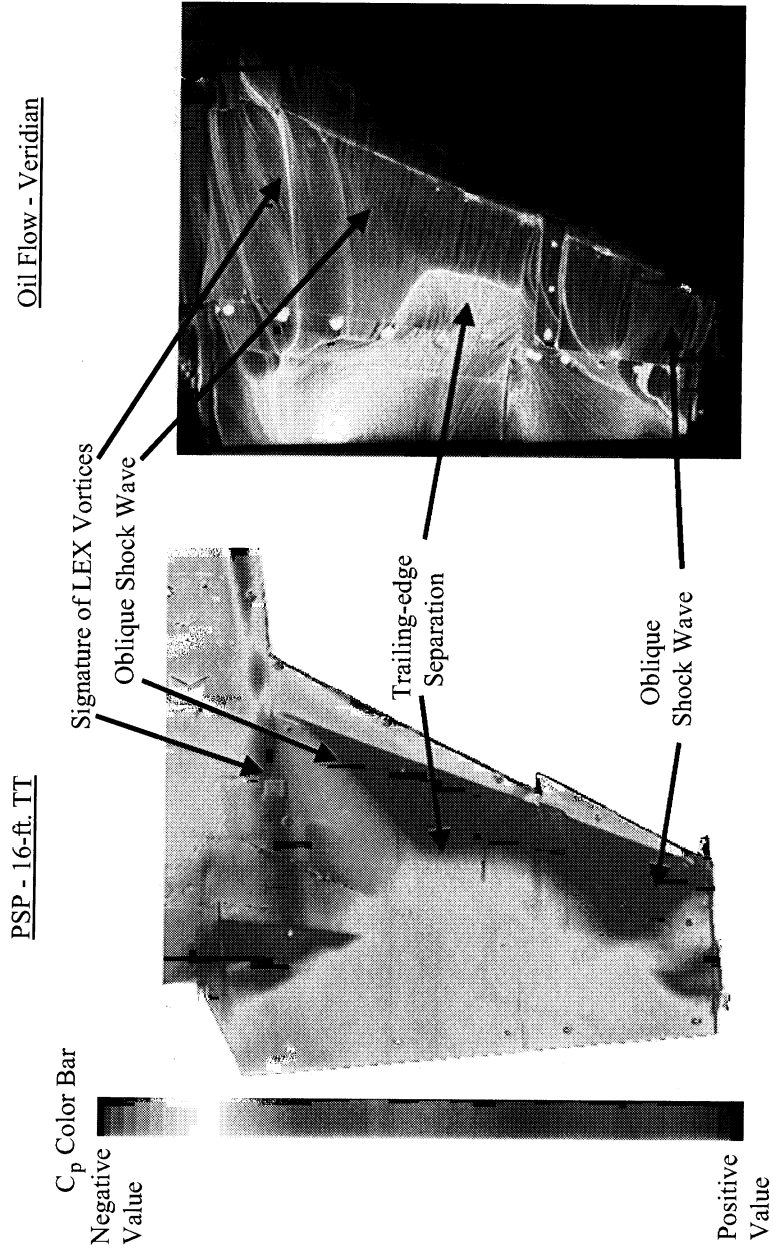 PSP - 16-ft. TT
Oil Flow - Veridian
Signature of LEX Vortices
Oblique Shock Wave
Trailing-edge
Separation
Oblique
Shock Wave
Cp Color Bar
Negative
Value
Positive
Value